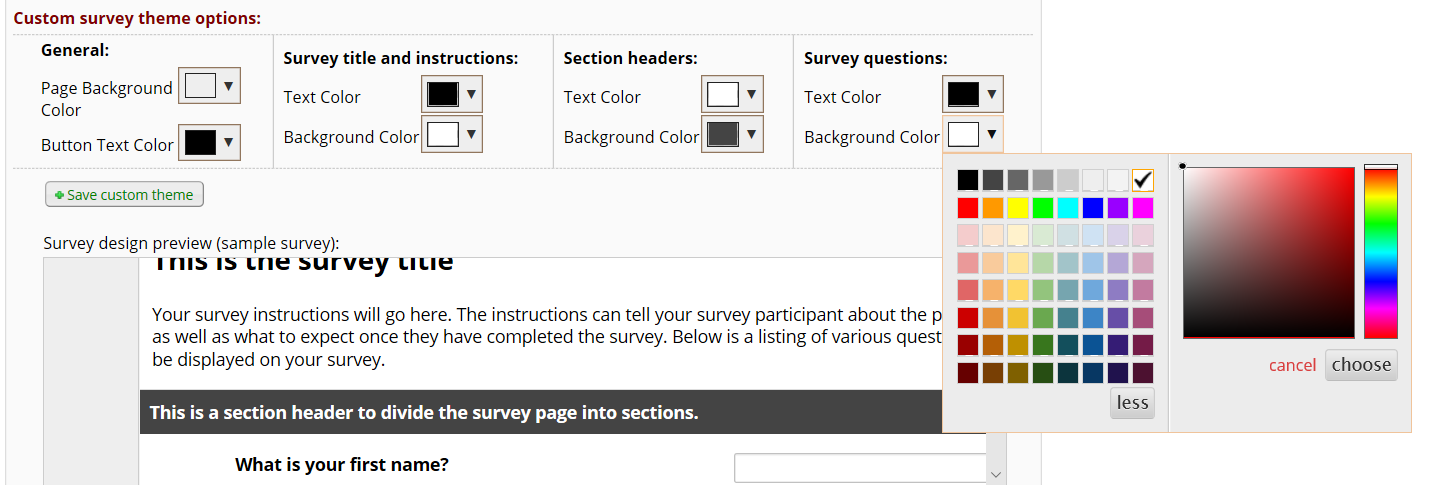 Custom survey theme options:
General:
Page Background
Color
Button Text Color
Survey title and instructions:
Text Color
Background Color
Section headers:
Text Color
Background Color
Survey questions:
Text Color
Background Color
Save custom theme
less
cancel
choose
Survey design preview (sample survey):
This is the survey title
Your survey instructions will go here. The instructions can tell your survey participant about the p
as well as what to expect once they have completed the survey. Below is a listing of various quest
be displayed on your survey.
This is a section header to divide the survey page into sections.
What is your first name?